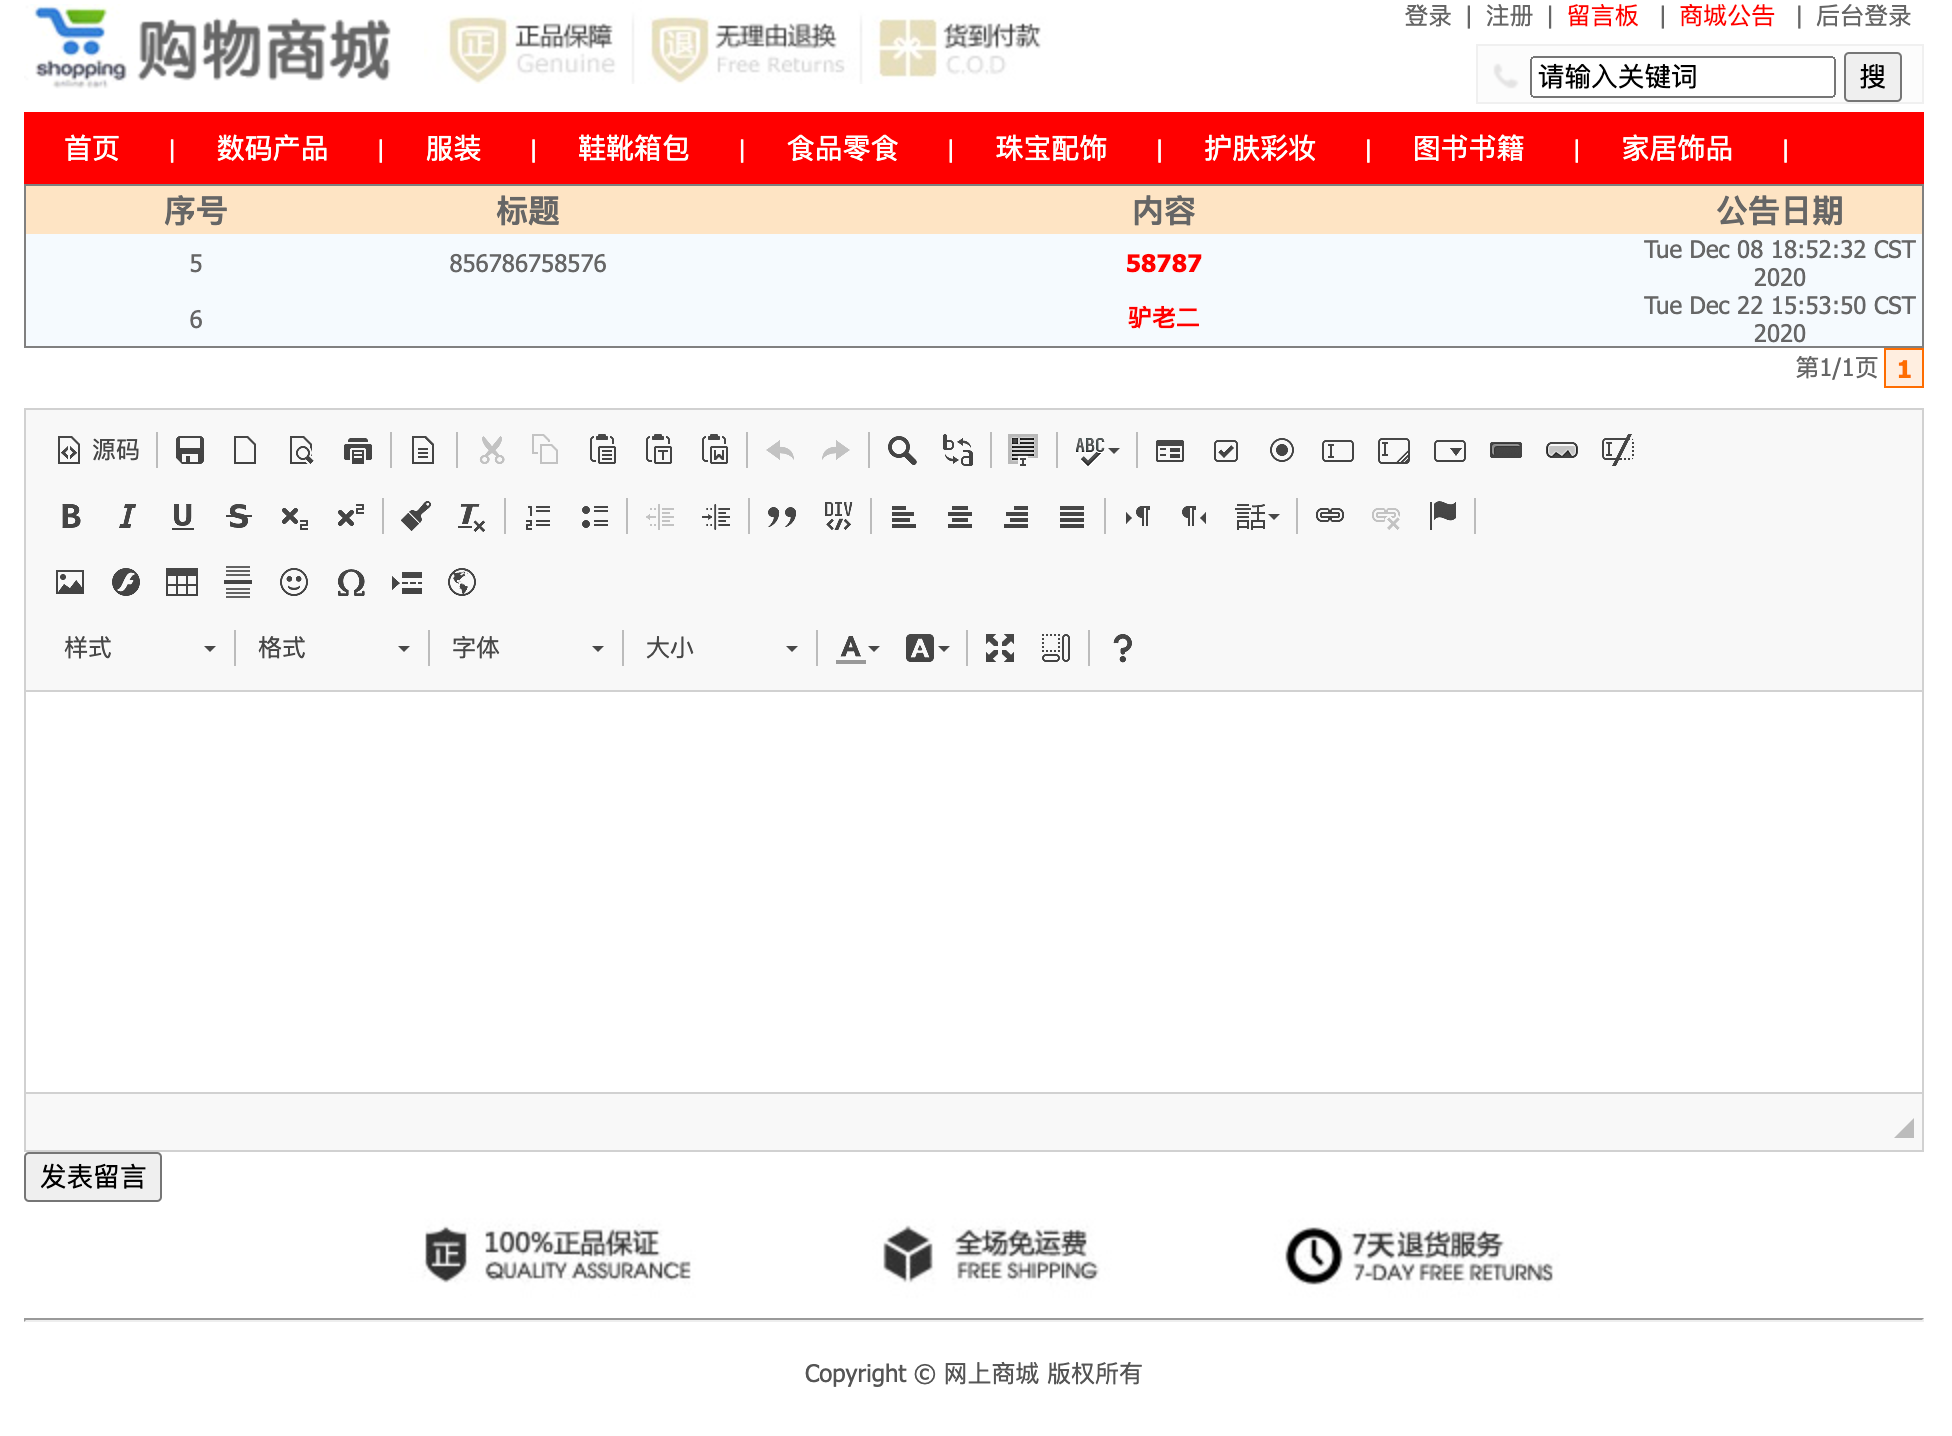 登录 | 注册 | 留言板 | 商城公告 | 后台登录
shopping
online cart
购物商城
正品保障
Genuine
无理由退换
Free Returns
货到付款
C.O.D
请输入关键词 搜
首页 | 数码产品 | 服装 | 鞋靴箱包 | 食品零食 | 珠宝配饰 | 护肤彩妆 | 图书书籍 | 家居饰品 |
序号 标题 内容 公告日期
5 856786758576 58787 Tue Dec 08 18:52:32 CST
2020
6 驴老二 Tue Dec 22 15:53:50 CST
2020
第1/1页 1
源码
样式 格式 字体 大小
发表留言
100%正品保证
QUALITY ASSURANCE
全场免运费
FREE SHIPPING
7天退货服务
7-DAY FREE RETURNS
Copyright © 网上商城 版权所有